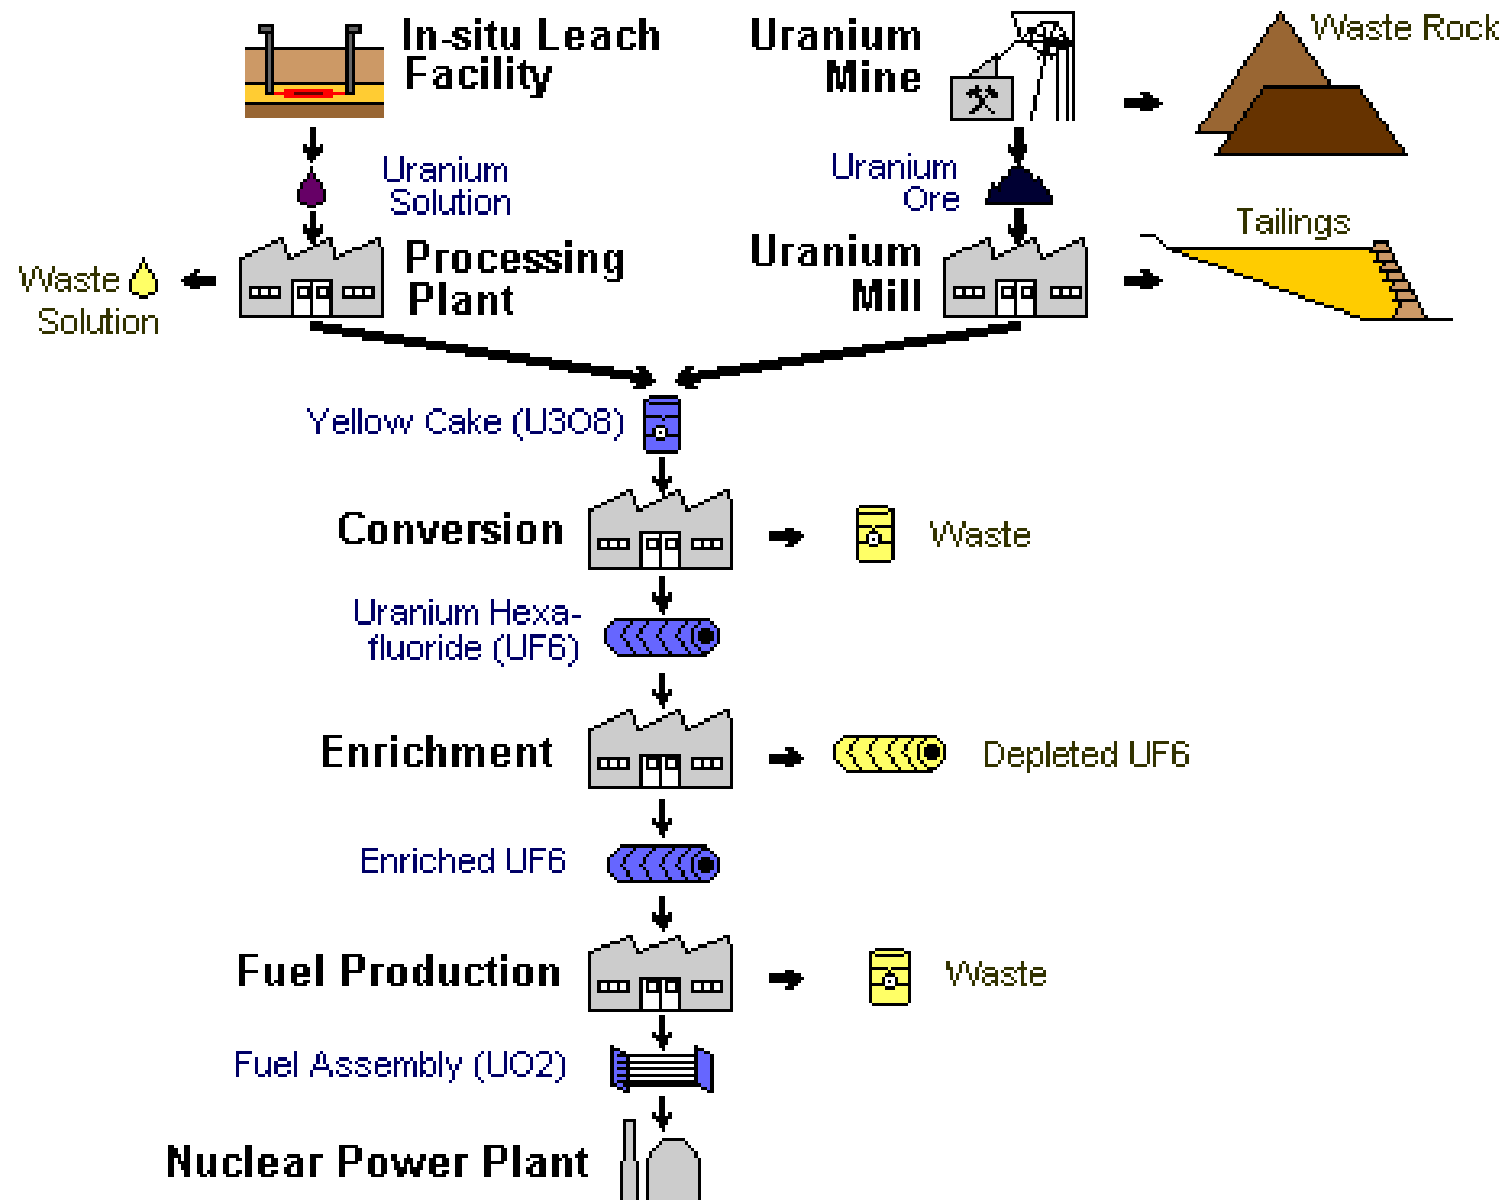 In-situ Leach
Facility
Uranium
Mine
Waste Rock
Uranium
Solution
Uranium
Ore
Tailings
Processing
Plant
Uranium
Mill
Waste
Solution
Yellow Cake (U3O8)
Conversion
Waste
Uranium Hexa-
fluoride (UF6)
Enrichment
Depleted UF6
Enriched UF6
Fuel Production
Waste
Fuel Assembly (UO2)
Nuclear Power Plant